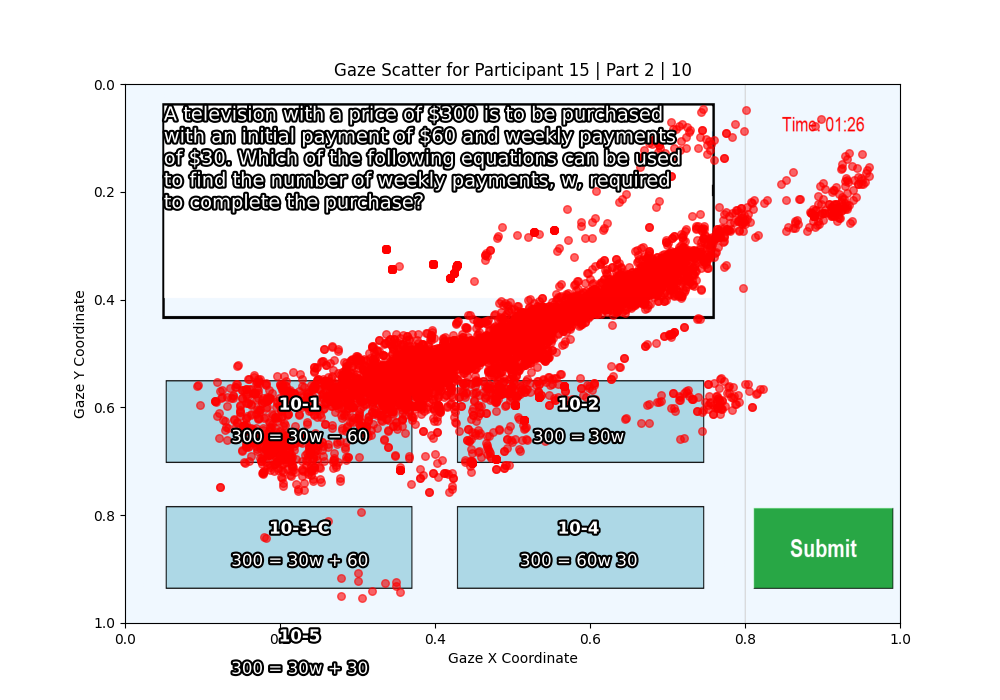 Gaze Scatter for Participant 15 | Part 2 | 10
A television with a price of $300 is to be purchased
with an initial payment of $60 and weekly payments
of $30. Which of the following equations can be used
to find the number of weekly payments, w, required
to complete the purchase?
Time: 01:26
0.0
0.2
0.4
0.6
0.8
1.0
Gaze Y Coordinate
10-1
300 = 30w − 60
10-2
300 = 30w
10-3-C
300 = 30w + 60
10-4
300 = 60w 30
Submit
0.0
0.2
0.4
0.6
0.8
1.0
Gaze X Coordinate
10-5
300 = 30w + 30